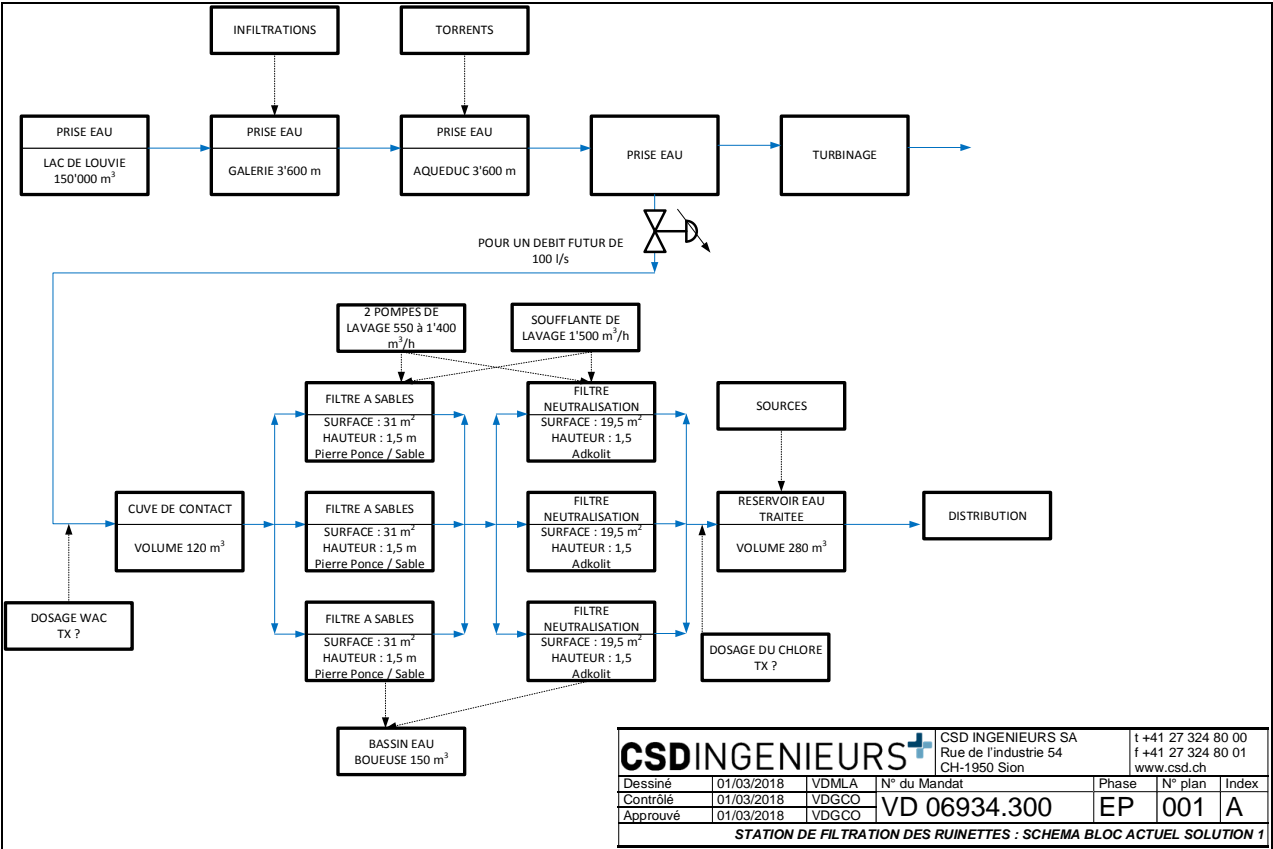 INFILTRATIONS
TORRENTS
PRISE EAU
LAC DE LOUVIE
150'000 m³
PRISE EAU
GALERIE 3'600 m
PRISE EAU
AQUEDUC 3'600 m
PRISE EAU
TURBINAGE
POUR UN DEBIT FUTUR DE
100 l/s
2 POMPES DE
LAVAGE 550 à 1'400
m³/h
SOUFFLANTE DE
LAVAGE 1'500 m³/h
FILTRE A SABLES
SURFACE : 31 m²
HAUTEUR : 1,5 m
Pierre Ponce / Sable
FILTRE
NEUTRALISATION
SURFACE : 19,5 m²
HAUTEUR : 1,5
Adkolit
SOURCES
CUVE DE CONTACT
VOLUME 120 m³
FILTRE A SABLES
SURFACE : 31 m²
HAUTEUR : 1,5 m
Pierre Ponce / Sable
FILTRE
NEUTRALISATION
SURFACE : 19,5 m²
HAUTEUR : 1,5
Adkolit
RESERVOIR EAU
TRAITEE
VOLUME 280 m³
DISTRIBUTION
DOSAGE WAC
TX ?
FILTRE A SABLES
SURFACE : 31 m²
HAUTEUR : 1,5 m
Pierre Ponce / Sable
FILTRE
NEUTRALISATION
SURFACE : 19,5 m²
HAUTEUR : 1,5
Adkolit
DOSAGE DU CHLORE
TX ?
BASSIN EAU
BOUEUSE 150 m³
CSDINGENIEURS
CSD INGENIEURS SA
Rue de l'industrie 54
CH-1950 Sion
t +41 27 324 80 00
f +41 27 324 80 01
www.csd.ch
Dessiné 01/03/2018 VDMLA
Contrôlé 01/03/2018 VDGCO
Approuvé 01/03/2018 VDGCO
N° du Mandat Phase N° plan Index
VD 06934.300 EP 001 A
STATION DE FILTRATION DES RUINETTES : SCHEMA BLOC ACTUEL SOLUTION 1